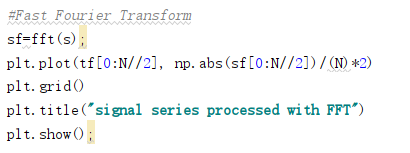 #Fast Fourier Transform
sf=fft(s);
plt.plot(tf[0:N//2], np.abs(sf[0:N//2])/(N)*2)
plt.grid()
plt.title("signal series processed with FFT")
plt.show();